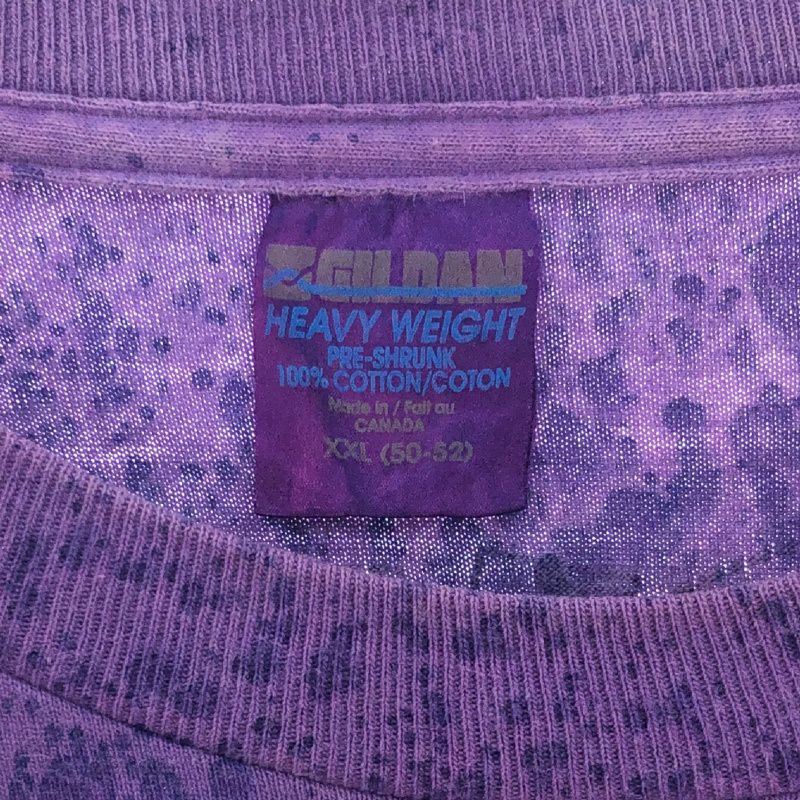 GILDAN
HEAVY WEIGHT
PRE-SHRUNK
100% COTTON/COTON
Made in / Fait au
CANADA
XXL (50-52)